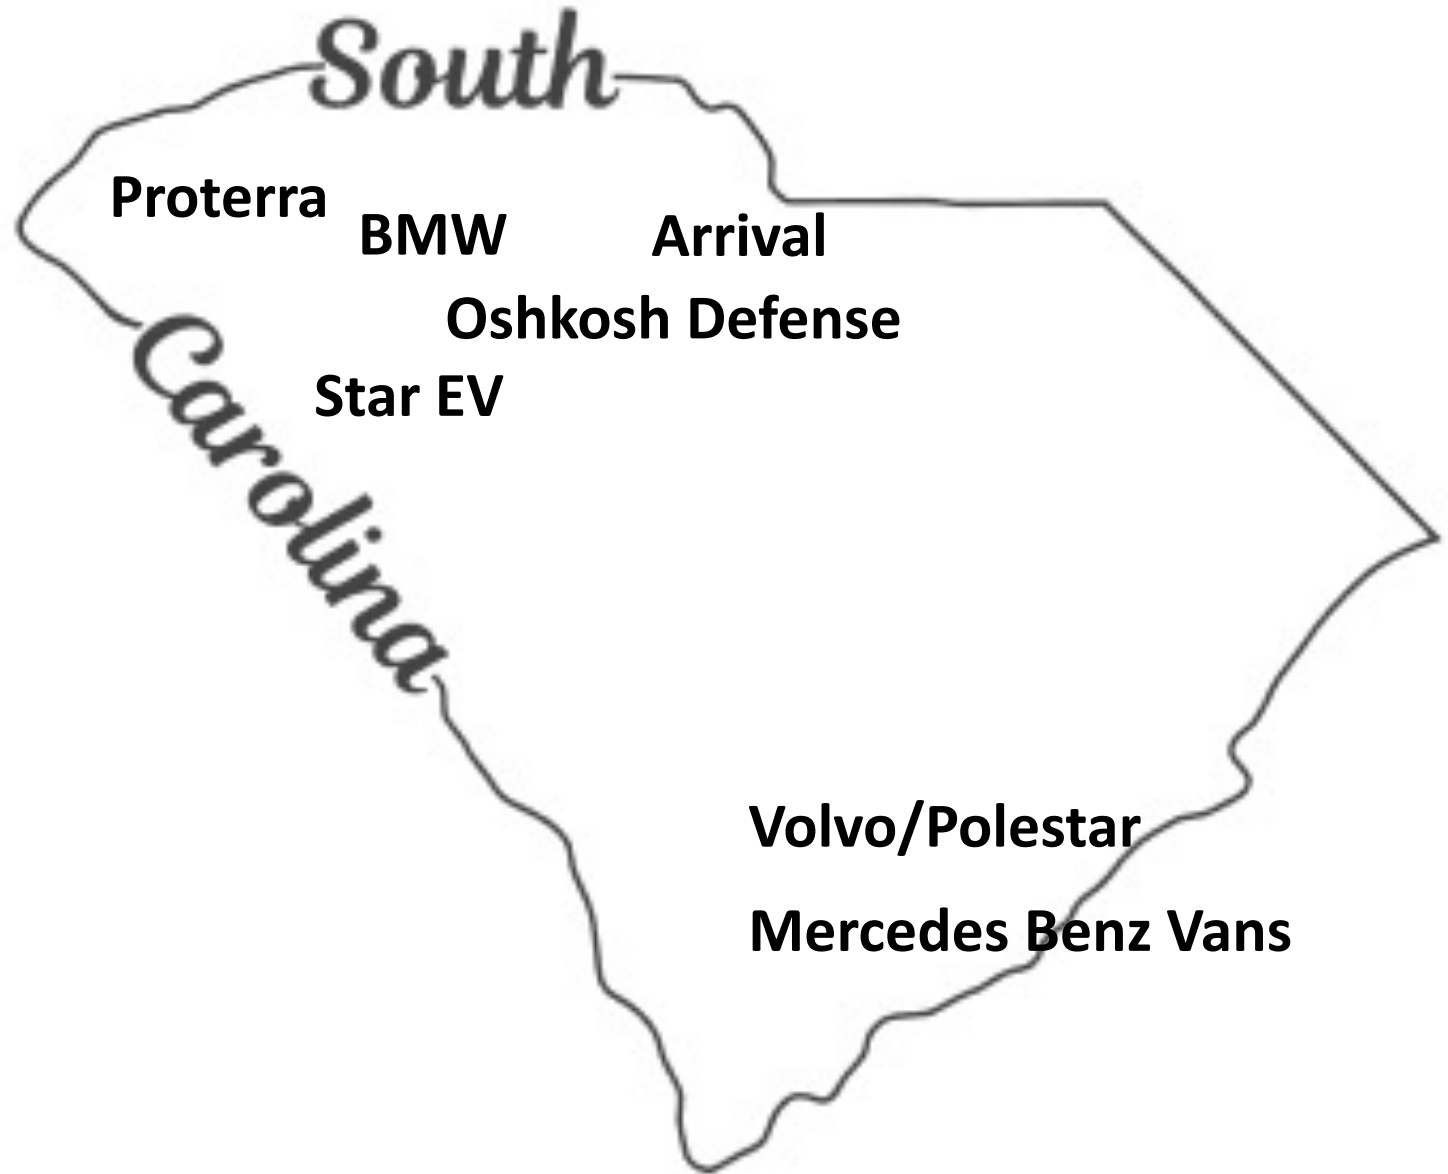 South
Carolina
Proterra
BMW
Arrival
Oshkosh Defense
Star EV
Volvo/Polestar
Mercedes Benz Vans